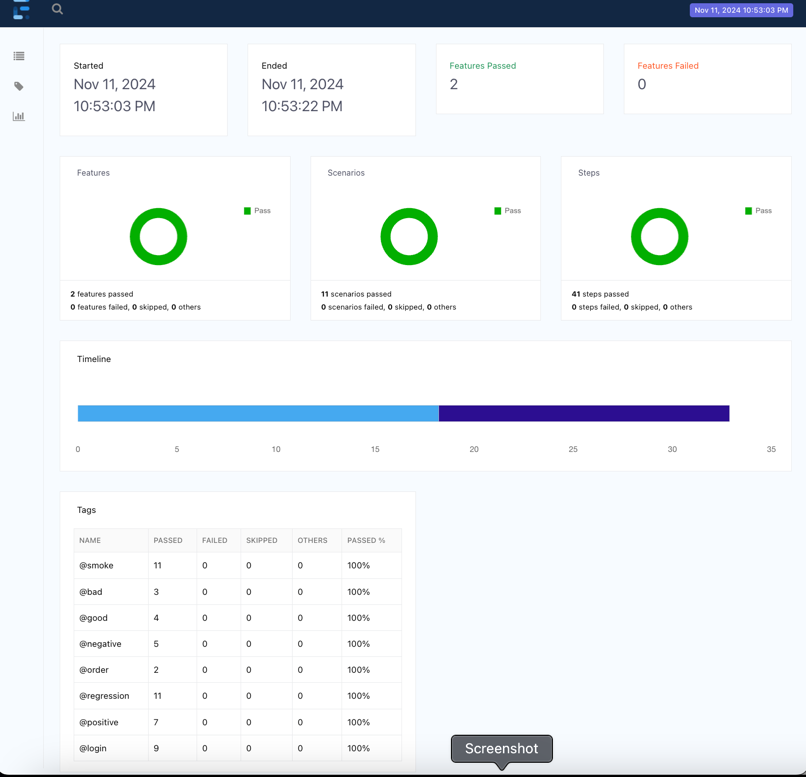 Nov 11, 2024 10:53:03 PM
Started
Nov 11, 2024
10:53:03 PM
Ended
Nov 11, 2024
10:53:22 PM
Features Passed
2
Features Failed
0
Features
Pass
2 features passed
0 features failed, 0 skipped, 0 others
Scenarios
Pass
11 scenarios passed
0 scenarios failed, 0 skipped, 0 others
Steps
Pass
41 steps passed
0 steps failed, 0 skipped, 0 others
Timeline
0 5 10 15 20 25 30 35
Tags
NAME PASSED FAILED SKIPPED OTHERS PASSED %
@smoke 11 0 0 0 100%
@bad 3 0 0 0 100%
@good 4 0 0 0 100%
@negative 5 0 0 0 100%
@order 2 0 0 0 100%
@regression 11 0 0 0 100%
@positive 7 0 0 0 100%
@login 9 0 0 0 100%
Screenshot